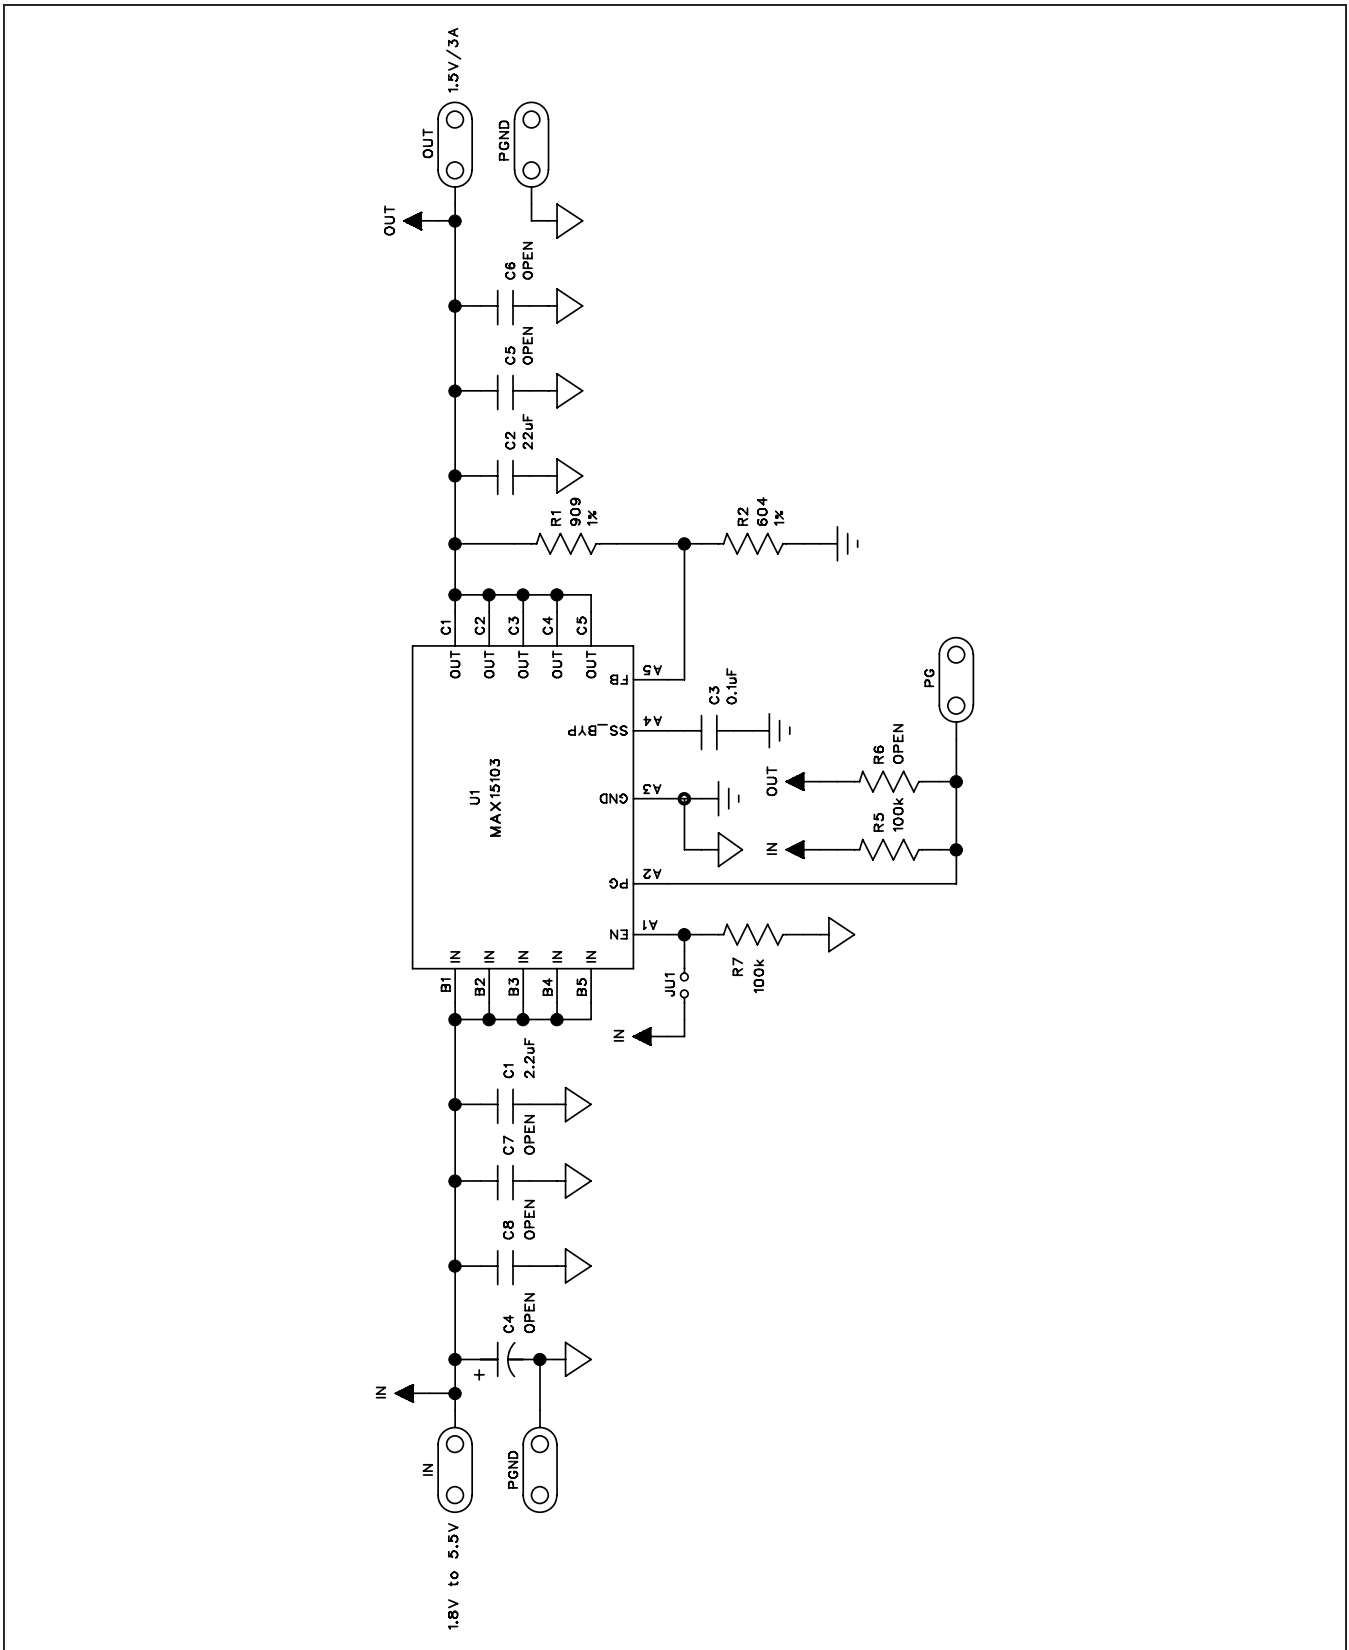 1.8V to 5.5V
IN
PGND
IN
+
C4
OPEN
C8
OPEN
C7
OPEN
C1
2.2uF
B1
B2
B3
B4
B5
IN
IN
IN
IN
IN
U1
MAX15103
OUT
OUT
OUT
OUT
OUT
C1
C2
C3
C4
C5
EN
PG
GND
SS_BYP
FB
A1
A2
A3
A4
A5
IN
JU1
R7
100k
C3
0.1uF
IN
OUT
R5
100k
R6
OPEN
PG
R1
909
1%
R2
604
1%
C2
22uF
C5
OPEN
C6
OPEN
OUT
OUT
1.5V/3A
PGND